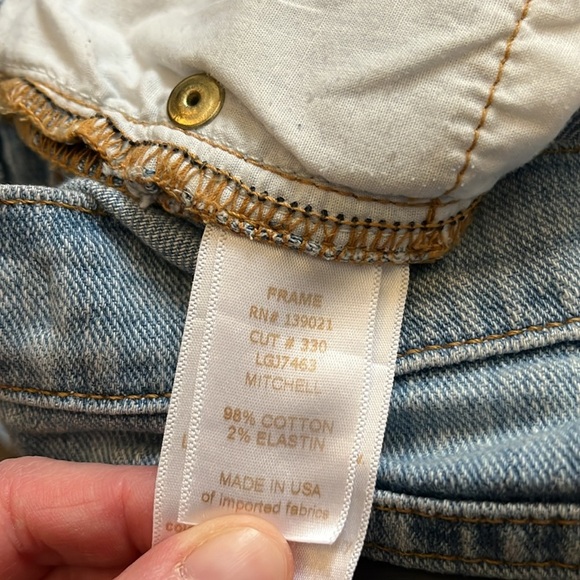 FRAME
RN# 139021
CUT # 330
LGJ7463
MITCHELL
98% COTTON
2% ELASTIN
MADE IN USA
of imported fabrics